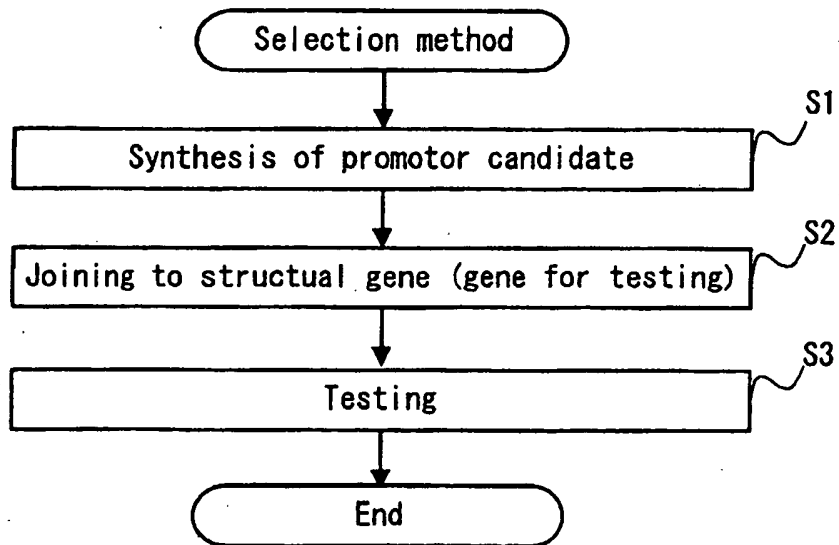 Selection method
S1
Synthesis of promotor candidate
S2
Joining to structual gene (gene for testing)
S3
Testing
End